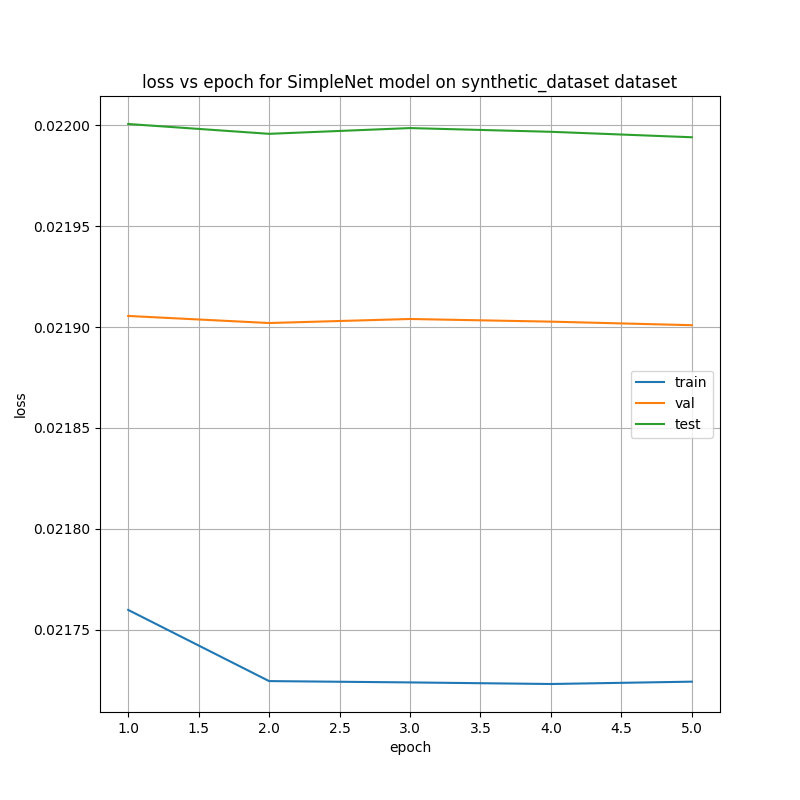 loss vs epoch for SimpleNet model on synthetic_dataset dataset
0.02200
0.02195
0.02190
0.02185
0.02180
0.02175
loss
train
val
test
1.0 1.5 2.0 2.5 3.0 3.5 4.0 4.5 5.0
epoch